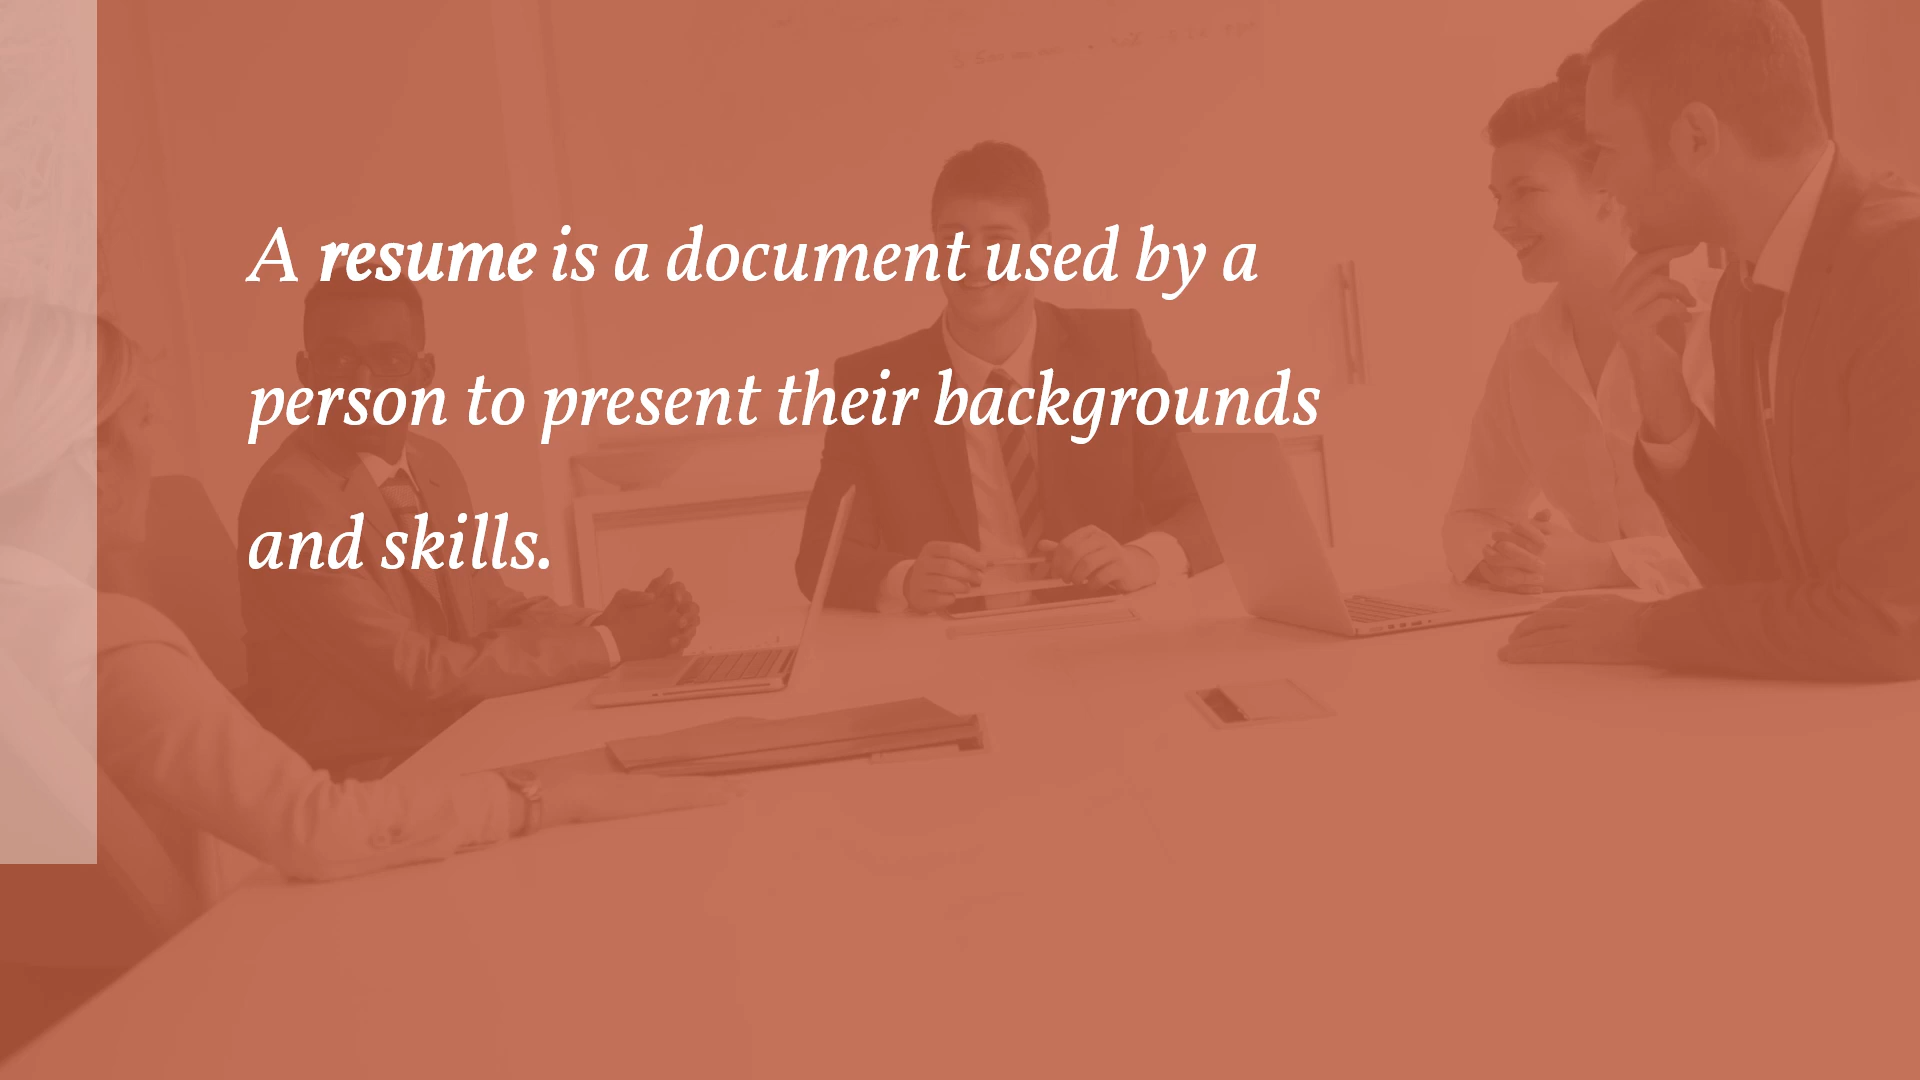 A resume is a document used by a
person to present their backgrounds
and skills.